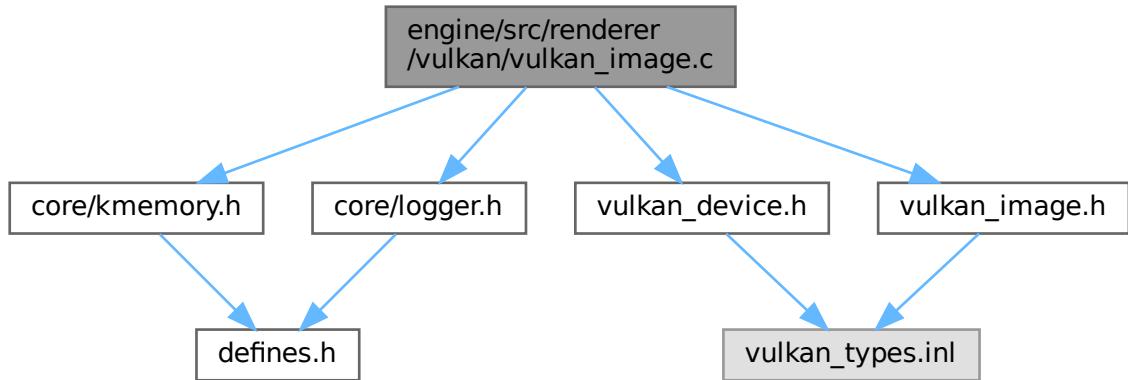 engine/src/renderer
/vulkan/vulkan_image.c
core/kmemory.h
core/logger.h
vulkan_device.h
vulkan_image.h
defines.h
vulkan_types.inl